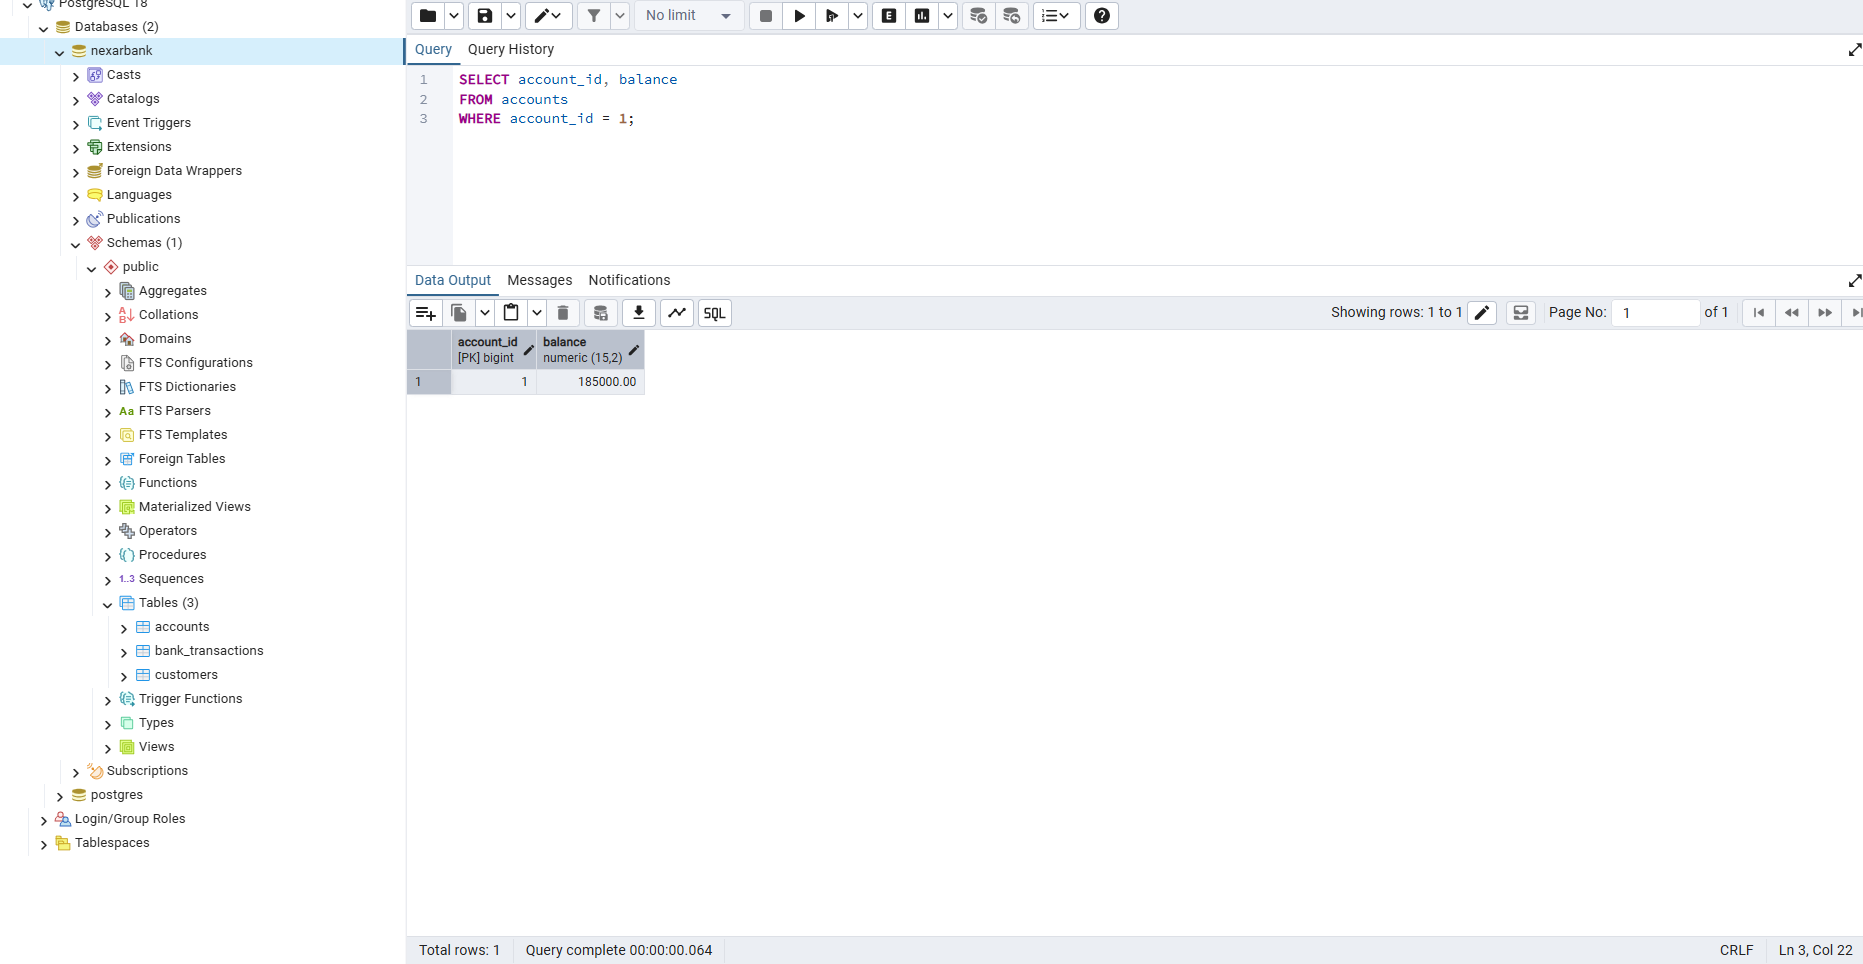 PostgreSQL 18
Databases (2)
nexarbank
Casts
Catalogs
Event Triggers
Extensions
Foreign Data Wrappers
Languages
Publications
Schemas (1)
public
Aggregates
Collations
Domains
FTS Configurations
FTS Dictionaries
Aa FTS Parsers
FTS Templates
Foreign Tables
Functions
Materialized Views
Operators
Procedures
1..3 Sequences
Tables (3)
accounts
bank_transactions
customers
Trigger Functions
Types
Views
Subscriptions
postgres
Login/Group Roles
Tablespaces
No limit
E
Query Query History
1 SELECT account_id, balance
2 FROM accounts
3 WHERE account_id = 1;
Data Output Messages Notifications
SQL Showing rows: 1 to 1 Page No: 1 of 1
account_id balance
[PK] bigint numeric (15,2)
1 1 185000.00
Total rows: 1 Query complete 00:00:00.064 CRLF Ln 3, Col 22